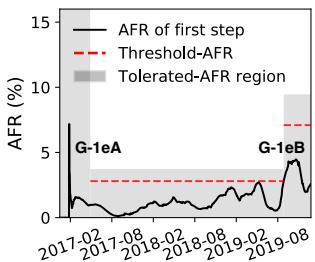 15
10
5
0
AFR (%)
AFR of first step
Threshold-AFR
Tolerated-AFR region
G-1eA
G-1eB
2017-02
2017-08
2018-02
2018-08
2019-02
2019-08